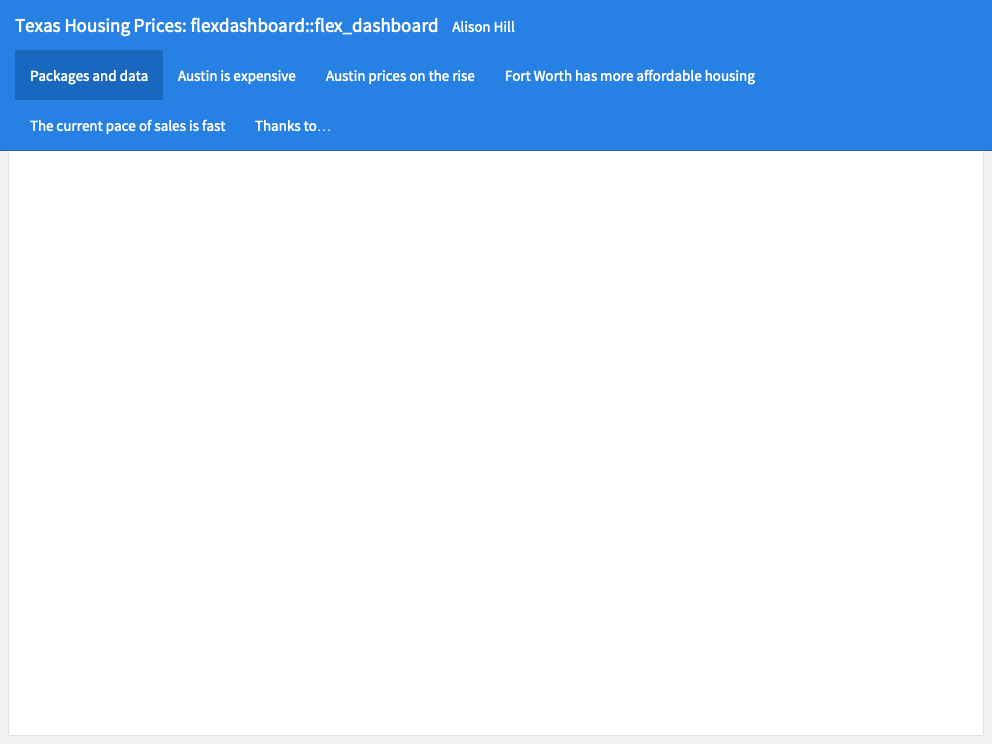 Texas Housing Prices: flexdashboard::flex_dashboard Alison Hill
Packages and data Austin is expensive Austin prices on the rise Fort Worth has more affordable housing
The current pace of sales is fast Thanks to…